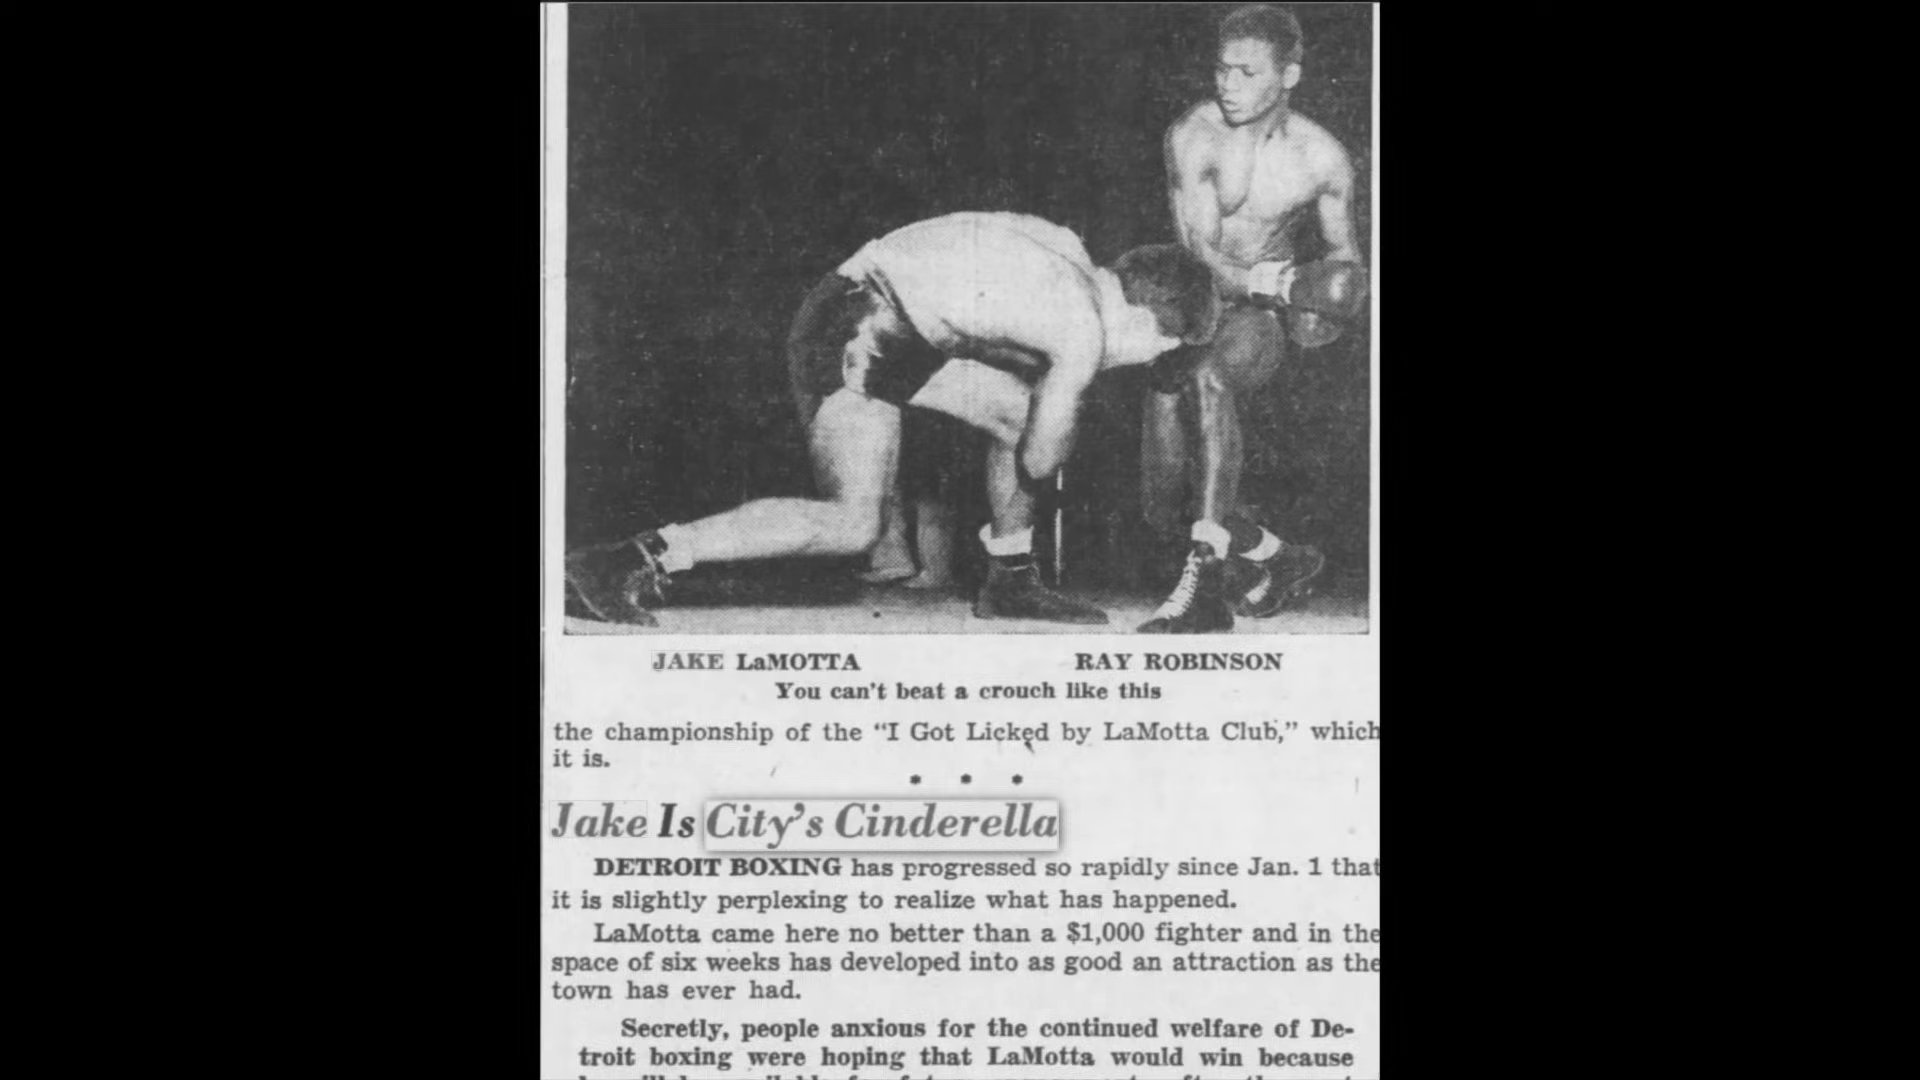 JAKE LaMOTTA RAY ROBINSON
You can't beat a crouch like this
the championship of the “I Got Licked by LaMotta Club,” which
it is.
* * *
Jake Is City's Cinderella
DETROIT BOXING has progressed so rapidly since Jan. 1 that
it is slightly perplexing to realize what has happened.
LaMotta came here no better than a $1,000 fighter and in the
space of six weeks has developed into as good an attraction as the
town has ever had.
Secretly, people anxious for the continued welfare of De-
troit boxing were hoping that LaMotta would win because